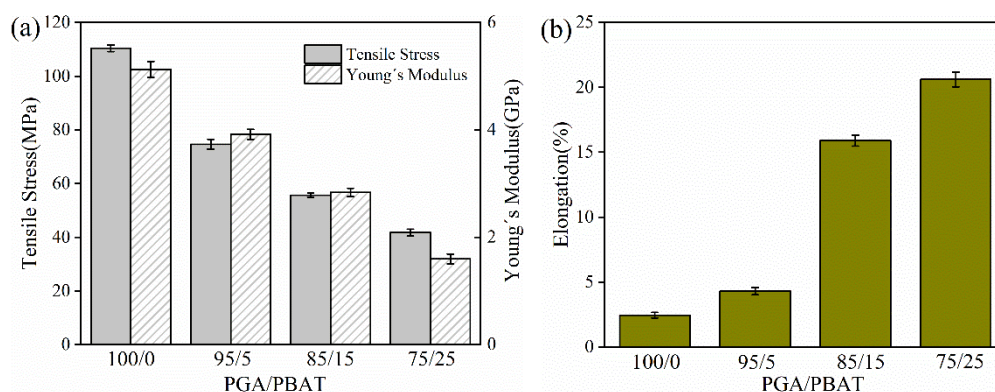 (a)
Tensile Stress(MPa)
120
100
80
60
40
20
0
Tensile Stress
Young´s Modulus
6
4
2
0
Young´s Modulus(GPa)
100/0 95/5 85/15 75/25
PGA/PBAT
(b)
Elongation(%)
25
20
15
10
5
0
100/0 95/5 85/15 75/25
PGA/PBAT